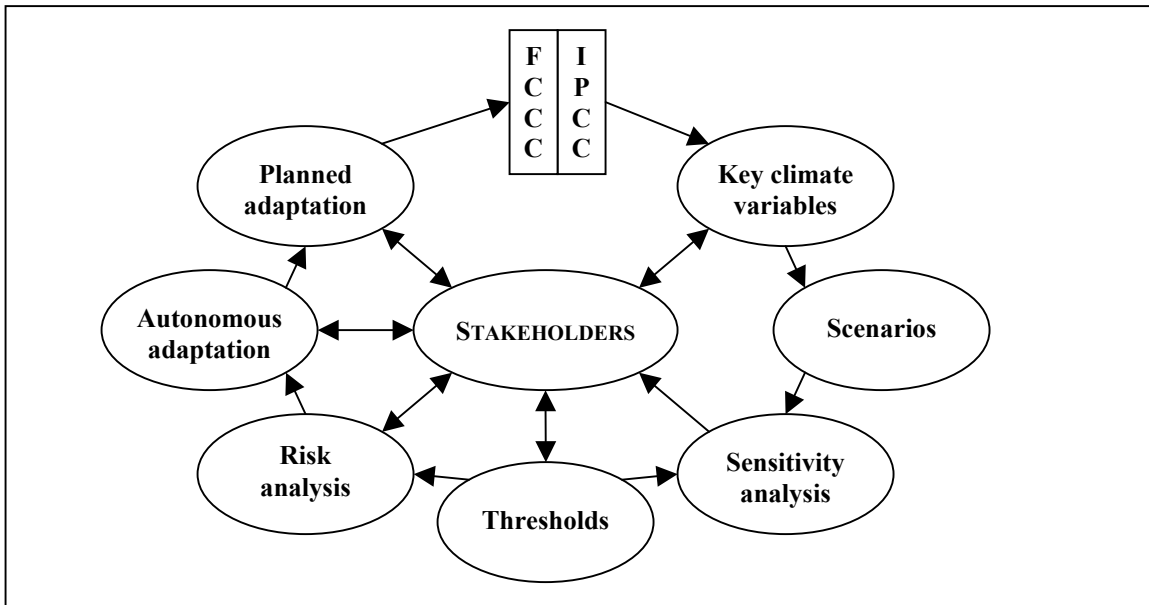 F
C
C
C
I
P
C
C
Planned
adaptation
Key climate
variables
Autonomous
adaptation
STAKEHOLDERS
Scenarios
Risk
analysis
Thresholds
Sensitivity
analysis